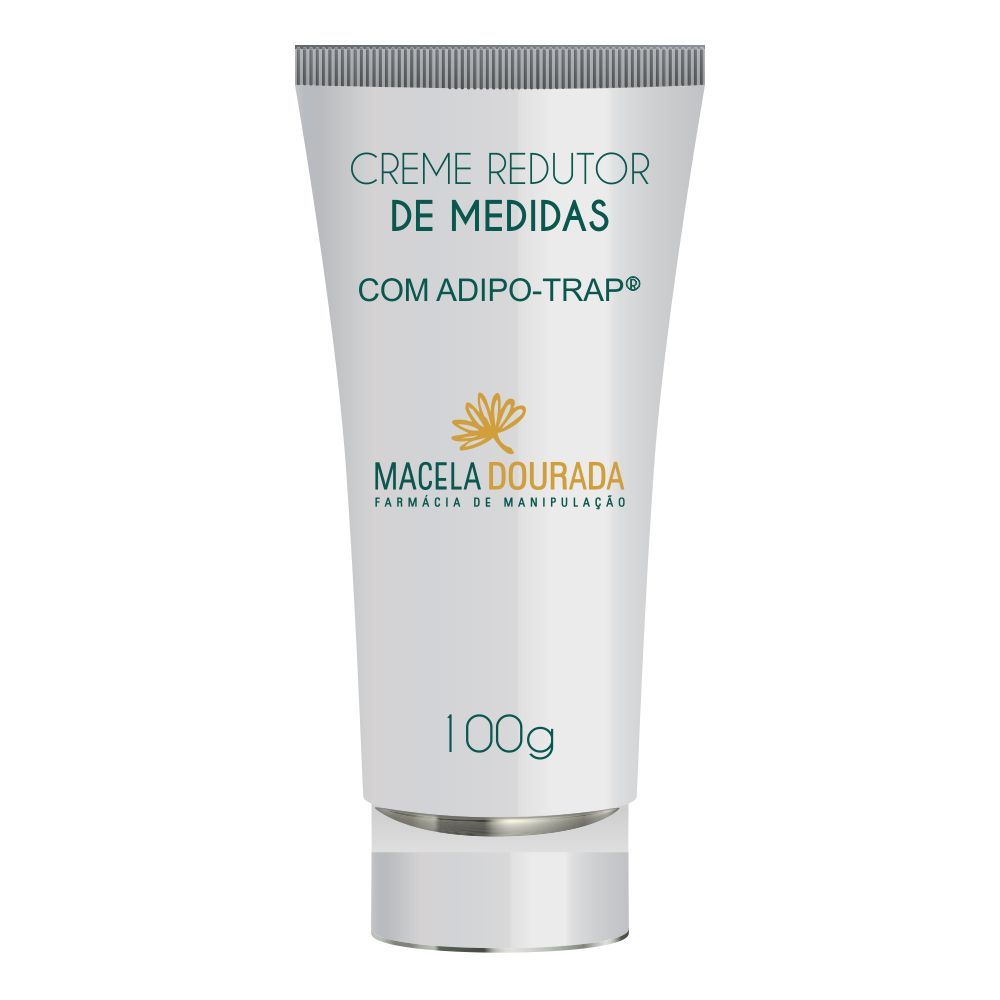 CREME REDUTOR
DE MEDIDAS
COM ADIPO-TRAP®
MACELA DOURADA
FARMÁCIA DE MANIPULAÇÃO
100g